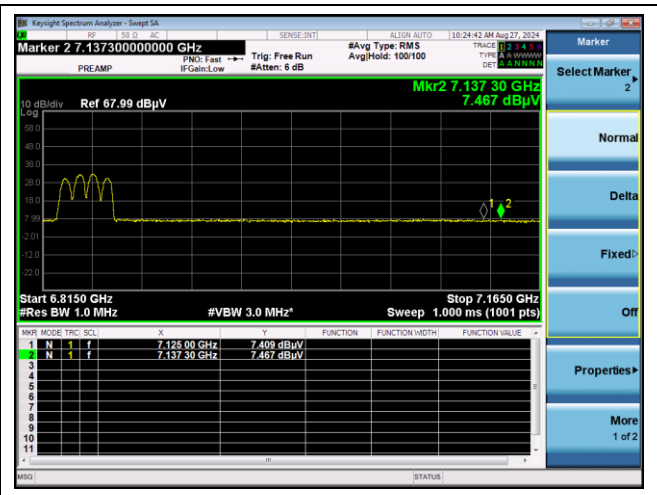 Keysight Spectrum Analyzer - Swept SA
RF 50 Ω AC SENSE:INT ALIGN AUTO 10:24:42 AM Aug 27, 2024
Marker 2 7.137300000000 GHz
PREAMP
PNO: Fast
IFGain:Low
Trig: Free Run
#Atten: 6 dB
#Avg Type: RMS
Avg|Hold: 100/100
TRACE 1 2 3 4 5 6
TYPE A A WWWW
DET A A N N N N
Mkr2 7.137 30 GHz
7.467 dBµV
10 dB/div Ref 67.99 dBµV
Log
58.0
48.0
38.0
28.0
18.0
7.99
-2.01
-12.0
-22.0
1
2
Start 6.8150 GHz Stop 7.1650 GHz
#Res BW 1.0 MHz #VBW 3.0 MHz* Sweep 1.000 ms (1001 pts)
MKR MODE TRC SCL X Y FUNCTION FUNCTION WIDTH FUNCTION VALUE
1 N 1 f 7.125 00 GHz 7.409 dBµV
2 N 1 f 7.137 30 GHz 7.467 dBµV
3
4
5
6
7
8
9
10
11
MSG STATUS
Marker
Select Marker
2
Normal
Delta
Fixed
Off
Properties
More
1 of 2